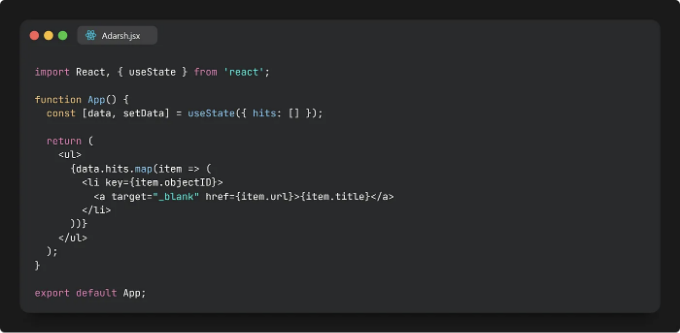 Adarsh.jsx
import React, { useState } from 'react';
function App() {
const [data, setData] = useState({ hits: [] });
return (
<ul>
{data.hits.map(item => (
<li key={item.objectID}>
<a target="_blank" href={item.url}>{item.title}</a>
</li>
))}
</ul>
);
}
export default App;